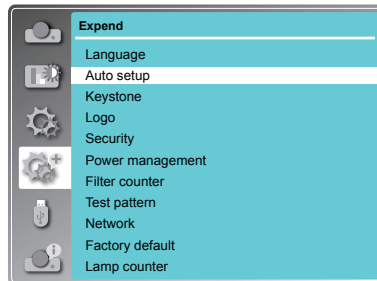 Expend
Language
Auto setup
Keystone
Logo
Security
Power management
Filter counter
Test pattern
Network
Factory default
Lamp counter